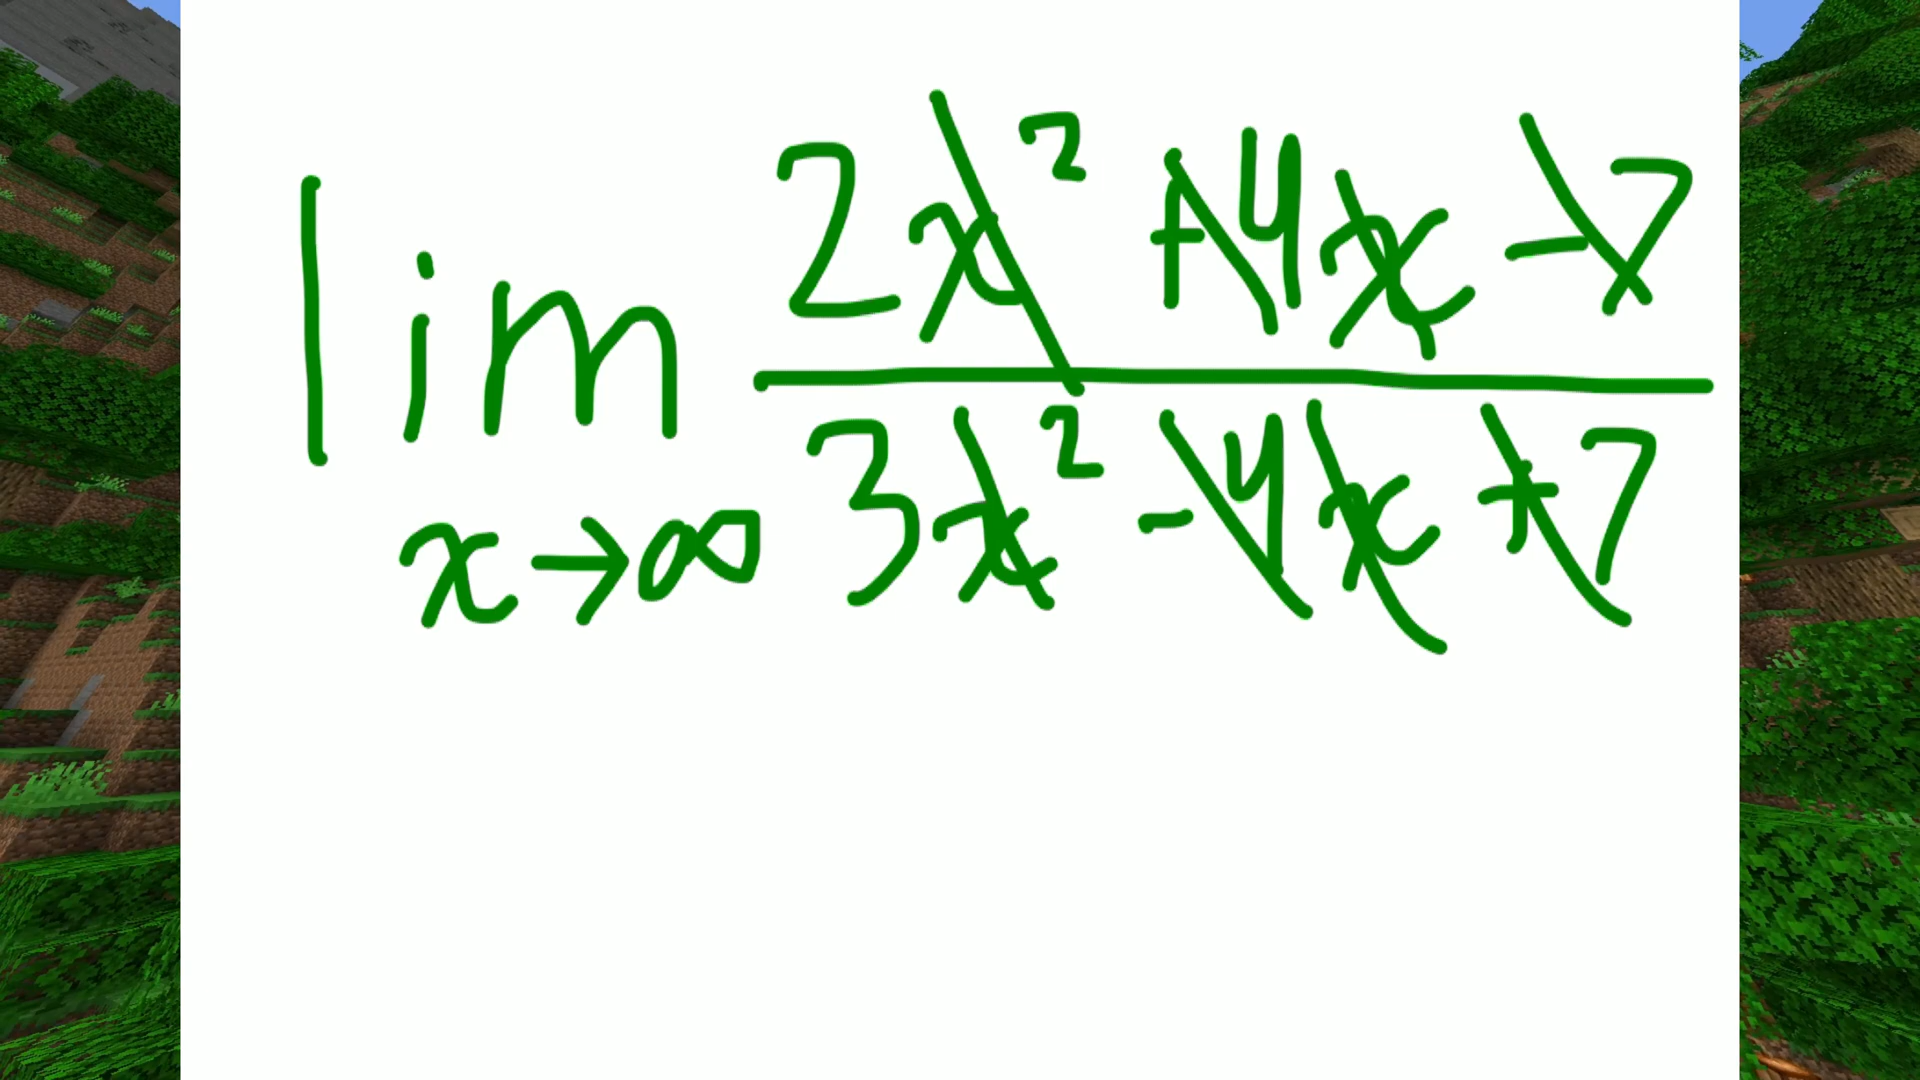 lim 2x² +4x -7
x→∞ 3x² -4x +7